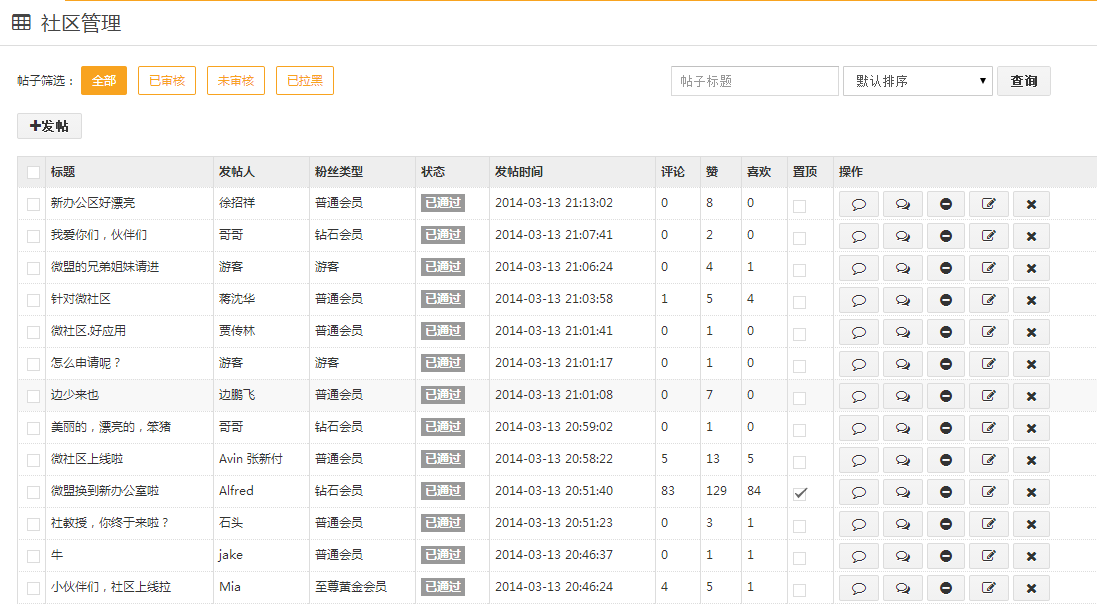 社区管理
帖子筛选： 全部 已审核 未审核 已拉黑 帖子标题 默认排序 查询
+发帖
标题 发帖人 粉丝类型 状态 发帖时间 评论 赞 喜欢 置顶 操作
新办公区好漂亮 徐招祥 普通会员 已通过 2014-03-13 21:13:02 0 8 0
我爱你们，伙伴们 哥哥 钻石会员 已通过 2014-03-13 21:07:41 0 2 0
微盟的兄弟姐妹请进 游客 游客 已通过 2014-03-13 21:06:24 0 4 1
针对微社区 蒋沈华 普通会员 已通过 2014-03-13 21:03:58 1 5 4
微社区.好应用 贾传林 普通会员 已通过 2014-03-13 21:01:41 0 1 0
怎么申请呢？ 游客 游客 已通过 2014-03-13 21:01:17 0 1 0
边少来也 边鹏飞 普通会员 已通过 2014-03-13 21:01:08 0 7 0
美丽的，漂亮的，笨猪 哥哥 钻石会员 已通过 2014-03-13 20:59:02 0 1 0
微社区上线啦 Avin 张新付 普通会员 已通过 2014-03-13 20:58:22 5 13 5
微盟换到新办公室啦 Alfred 钻石会员 已通过 2014-03-13 20:51:40 83 129 84
社教授，你终于来啦？ 石头 普通会员 已通过 2014-03-13 20:51:23 0 3 1
牛 jake 普通会员 已通过 2014-03-13 20:46:37 0 1 1
小伙伴们，社区上线拉 Mia 至尊黄金会员 已通过 2014-03-13 20:46:24 4 5 1